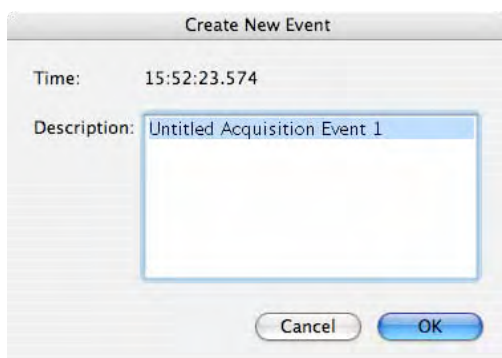 Create New Event
Time: 15:52:23.574
Description: Untitled Acquisition Event 1
Cancel OK